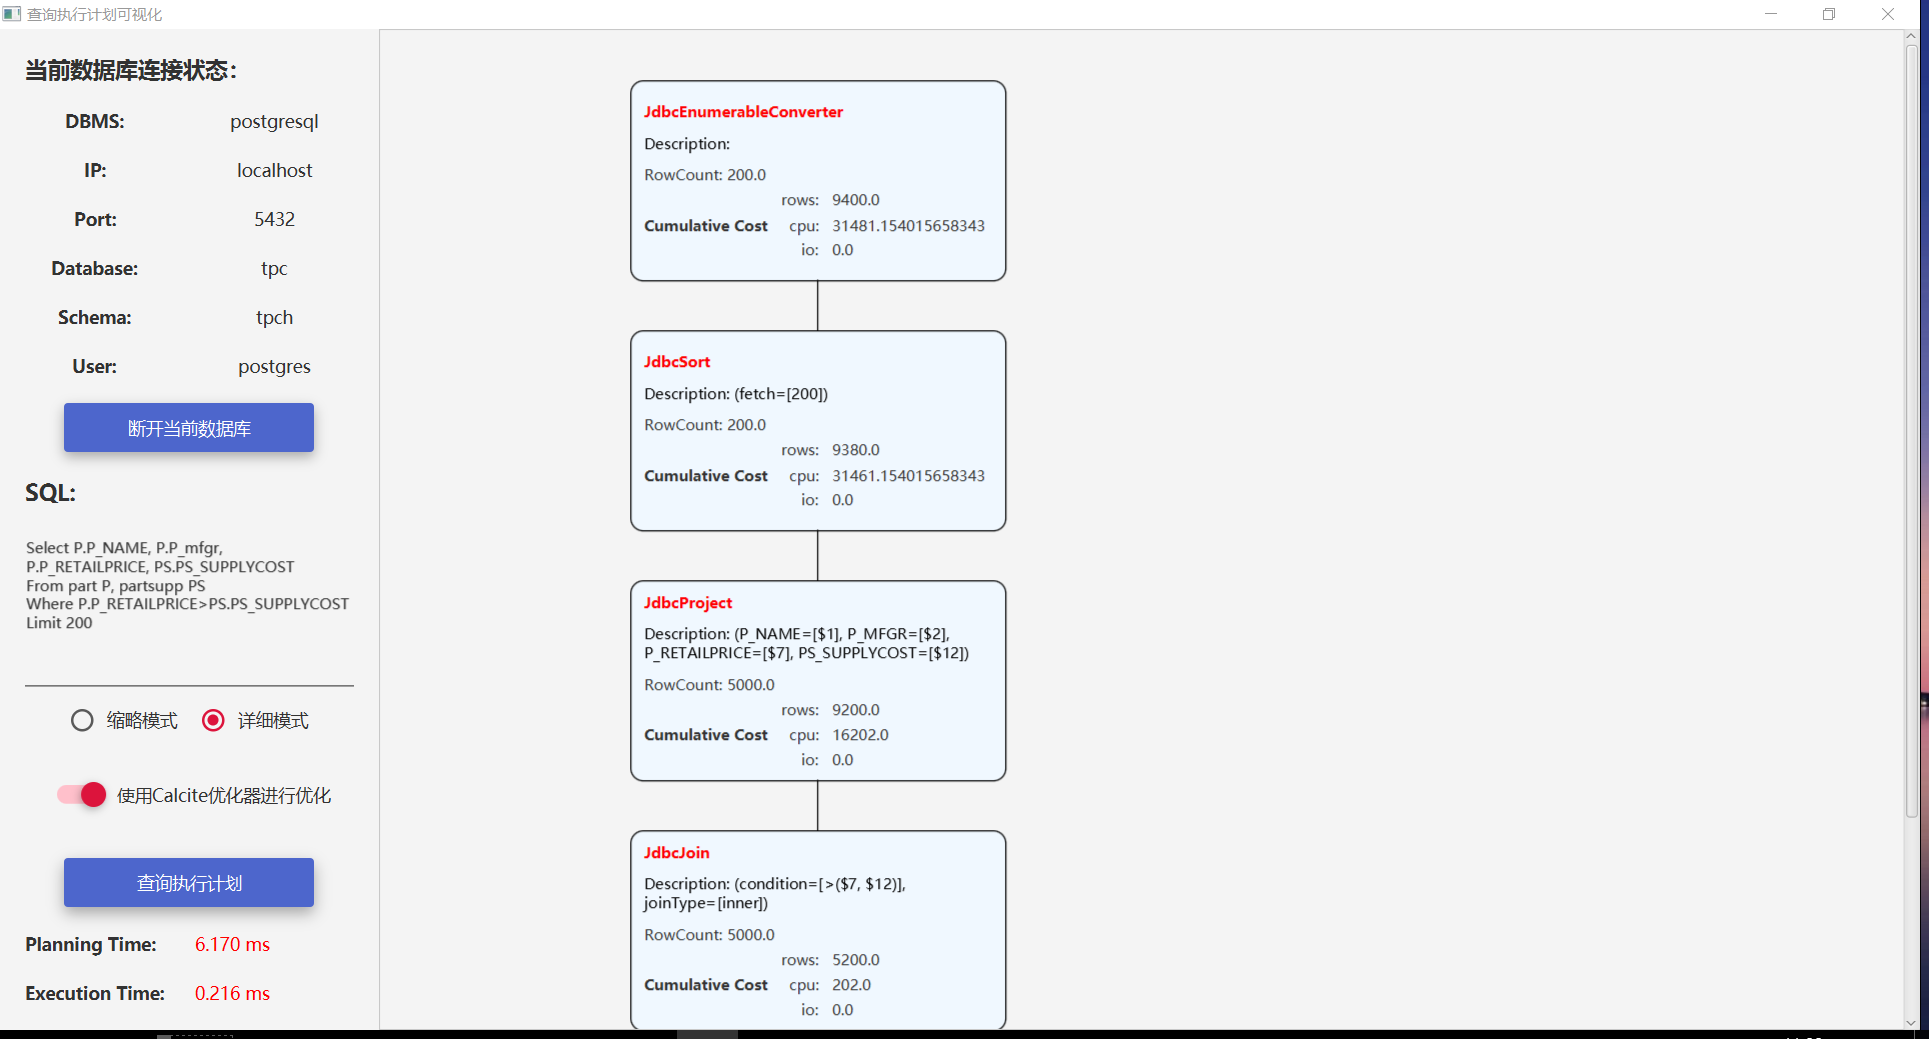 查询执行计划可视化
当前数据库连接状态：
DBMS: postgresql
IP: localhost
Port: 5432
Database: tpc
Schema: tpch
User: postgres
断开当前数据库
SQL:
Select P.P_NAME, P.P_mfgr,
P.P_RETAILPRICE, PS.PS_SUPPLYCOST
From part P, partsupp PS
Where P.P_RETAILPRICE>PS.PS_SUPPLYCOST
Limit 200
缩略模式 详细模式
使用Calcite优化器进行优化
查询执行计划
Planning Time: 6.170 ms
Execution Time: 0.216 ms
JdbcEnumerableConverter
Description:
RowCount: 200.0
rows: 9400.0
Cumulative Cost cpu: 31481.154015658343
io: 0.0
JdbcSort
Description: (fetch=[200])
RowCount: 200.0
rows: 9380.0
Cumulative Cost cpu: 31461.154015658343
io: 0.0
JdbcProject
Description: (P_NAME=[$1], P_MFGR=[$2],
P_RETAILPRICE=[$7], PS_SUPPLYCOST=[$12])
RowCount: 5000.0
rows: 9200.0
Cumulative Cost cpu: 16202.0
io: 0.0
JdbcJoin
Description: (condition=[>($7, $12)],
joinType=[inner])
RowCount: 5000.0
rows: 5200.0
Cumulative Cost cpu: 202.0
io: 0.0